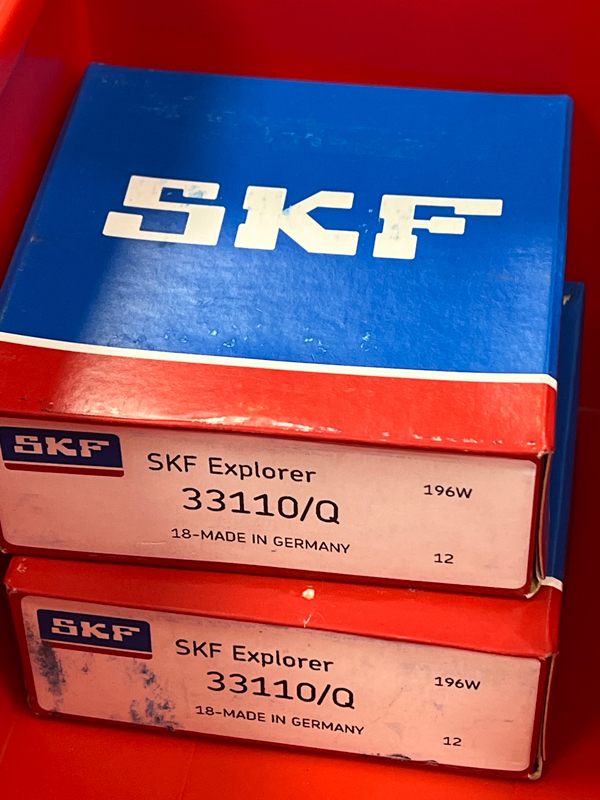 SKF
SKF
SKF Explorer
196W
33110/Q
18-MADE IN GERMANY
12
SKF
SKF Explorer
196W
33110/Q
18-MADE IN GERMANY
12